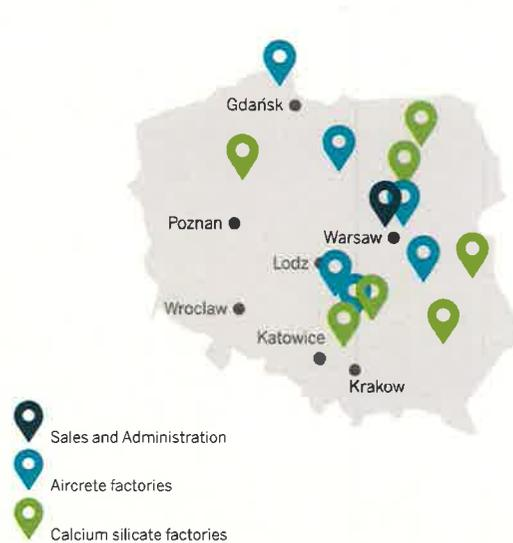 Gdańsk
Poznan
Warsaw
Lodz
Wroclaw
Katowice
Krakow
Sales and Administration
Aircrete factories
Calcium silicate factories